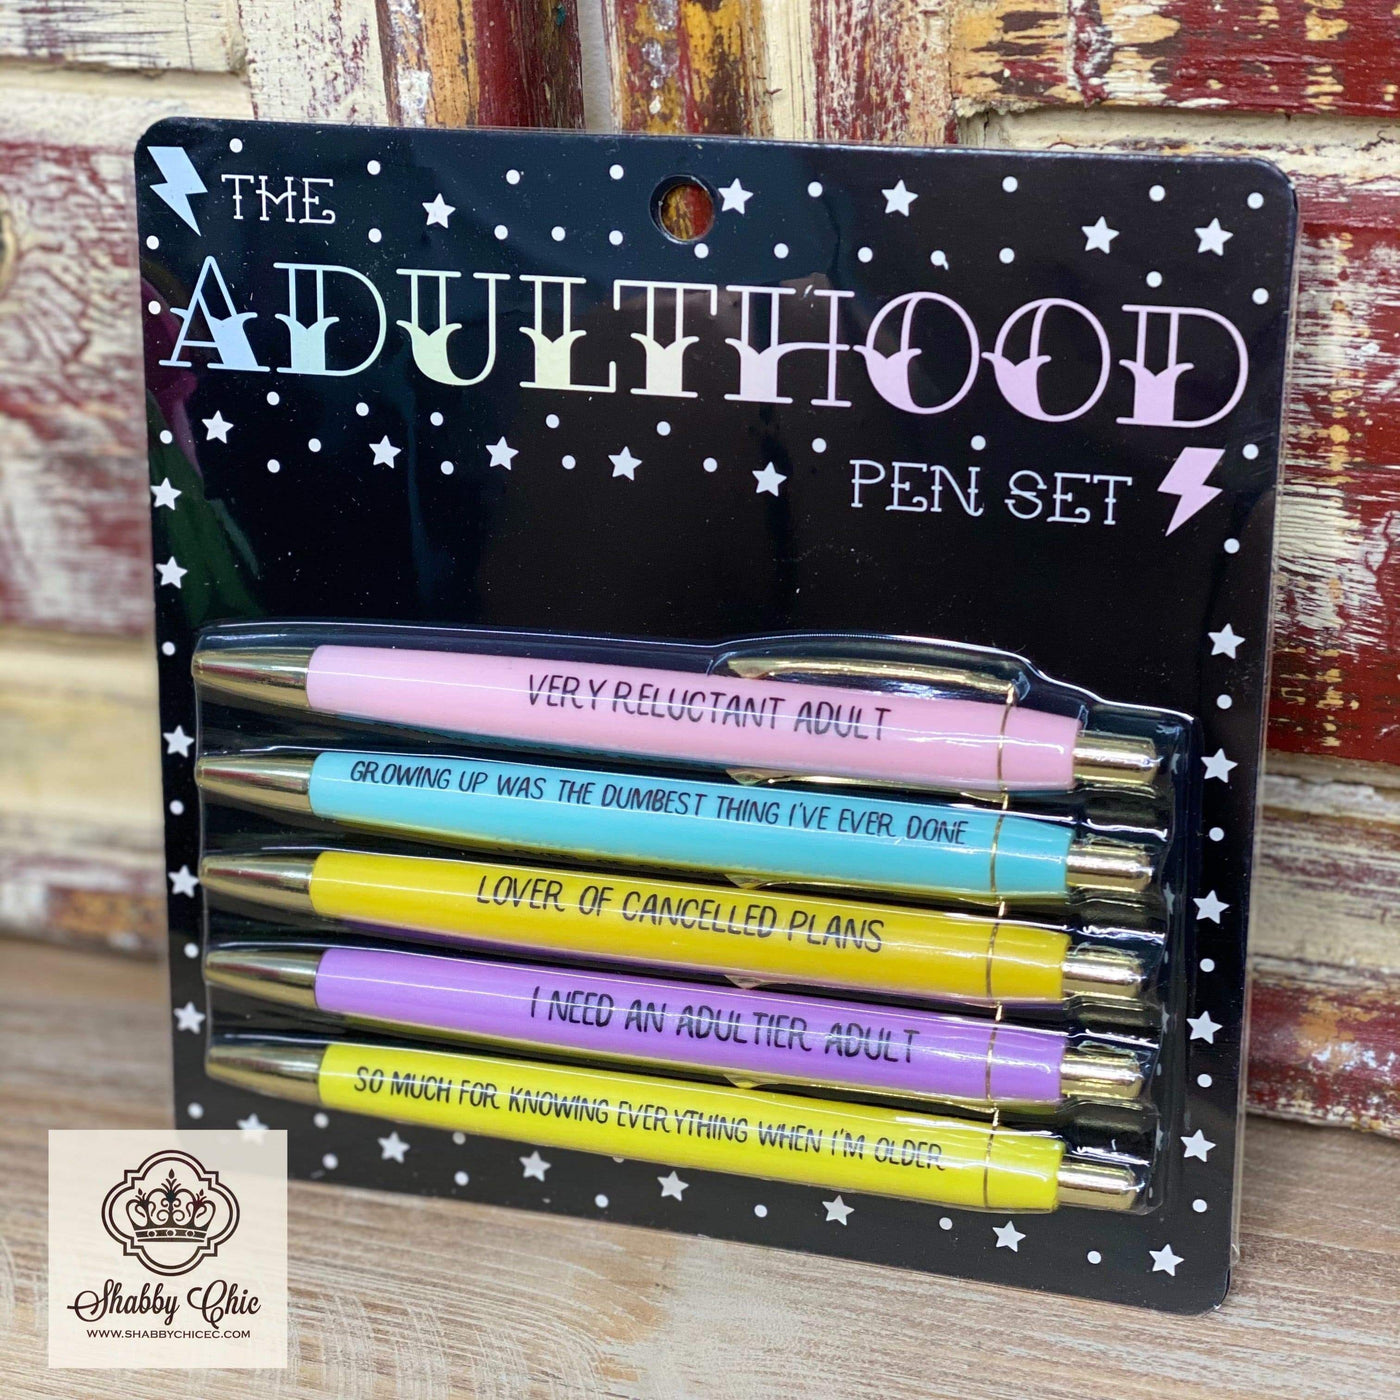 THE
ADULTHOOD
PEN SET
VERY RELUCTANT ADULT
GROWING UP WAS THE DUMBEST THING I'VE EVER DONE
LOVER OF CANCELLED PLANS
I NEED AN ADULTIER ADULT
SO MUCH FOR KNOWING EVERYTHING WHEN I'M OLDER
Shabby Chic
WWW.SHABBYCHICEC.COM